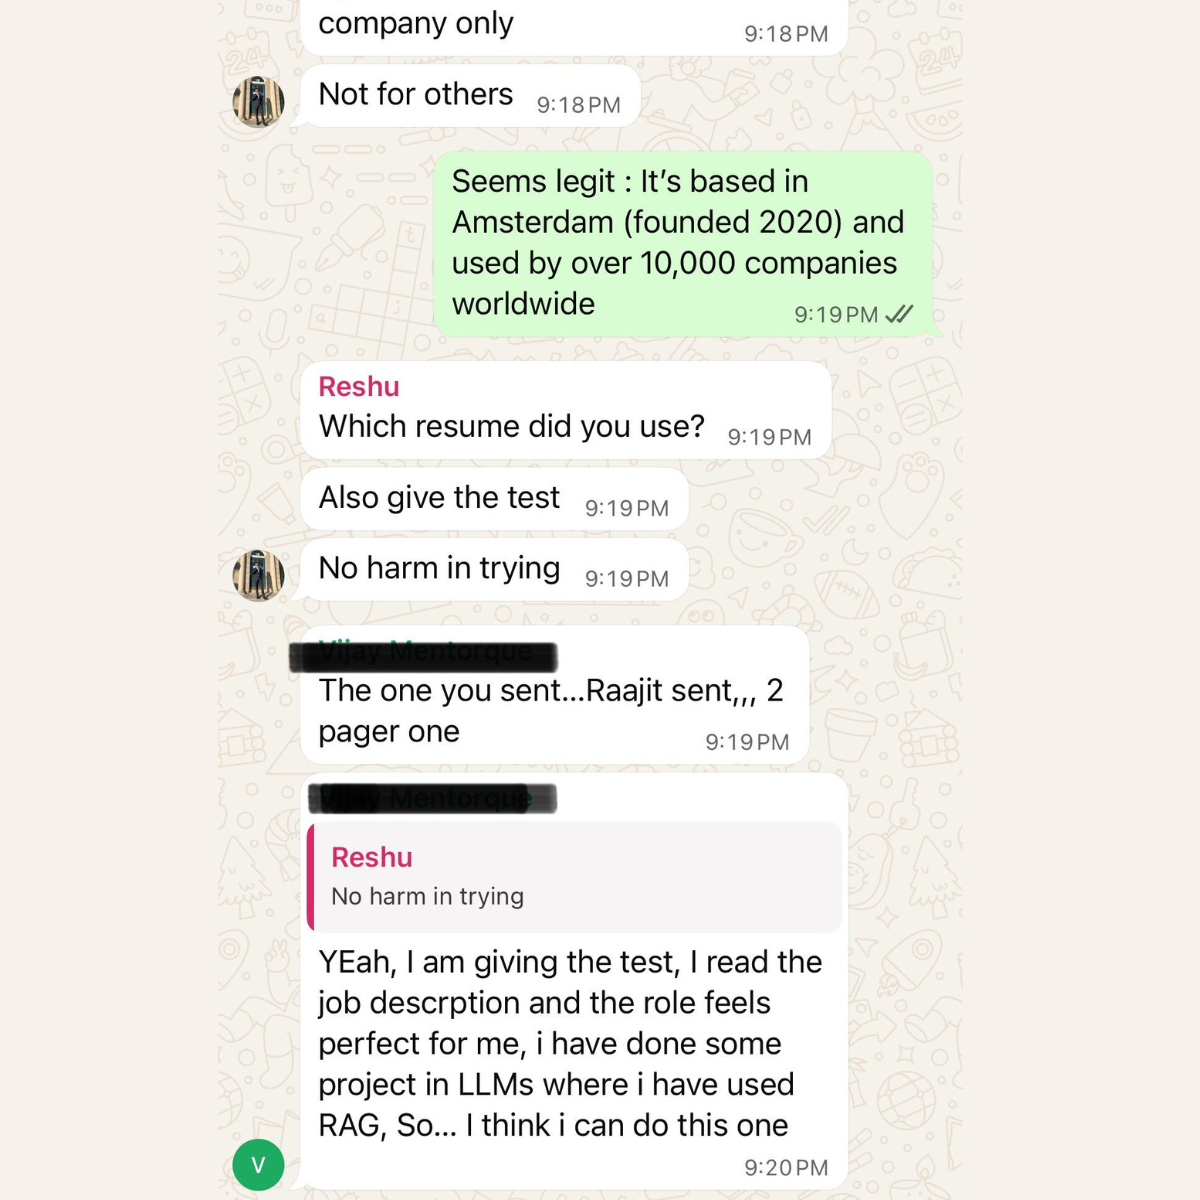 company only
9:18 PM
Not for others
9:18 PM
Seems legit : It's based in
Amsterdam (founded 2020) and
used by over 10,000 companies
worldwide
9:19 PM
Reshu
Which resume did you use?
9:19 PM
Also give the test
9:19 PM
No harm in trying
9:19 PM
The one you sent...Raajit sent,,, 2
pager one
9:19 PM
Reshu
No harm in trying
YEah, I am giving the test, I read the
job descrption and the role feels
perfect for me, i have done some
project in LLMs where i have used
RAG, So... I think i can do this one
V
9:20 PM